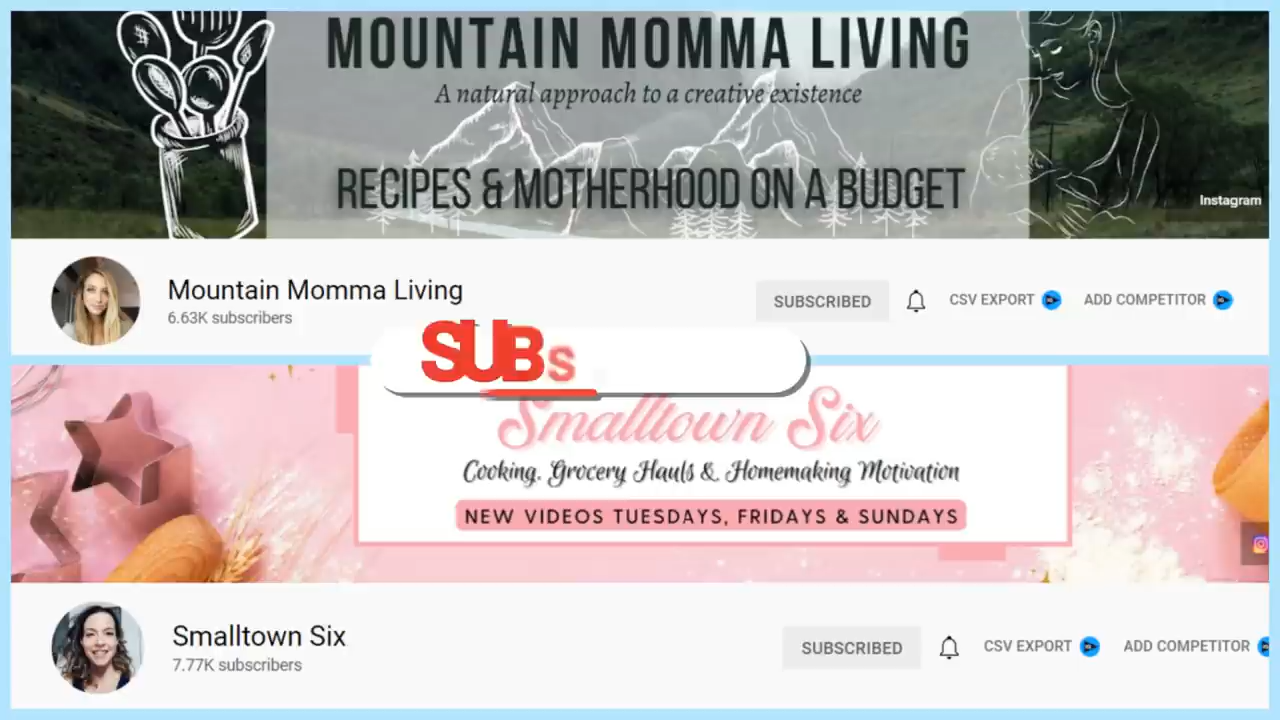 MOUNTAIN MOMMA LIVING
A natural approach to a creative existence
RECIPES & MOTHERHOOD ON A BUDGET
Instagram
Mountain Momma Living
6.63K subscribers
SUBSCRIBED
CSV EXPORT
ADD COMPETITOR
SUBs
Smalltown Six
Cooking, Grocery Hauls & Homemaking Motivation
NEW VIDEOS TUESDAYS, FRIDAYS & SUNDAYS
Smalltown Six
7.77K subscribers
SUBSCRIBED
CSV EXPORT
ADD COMPETITOR